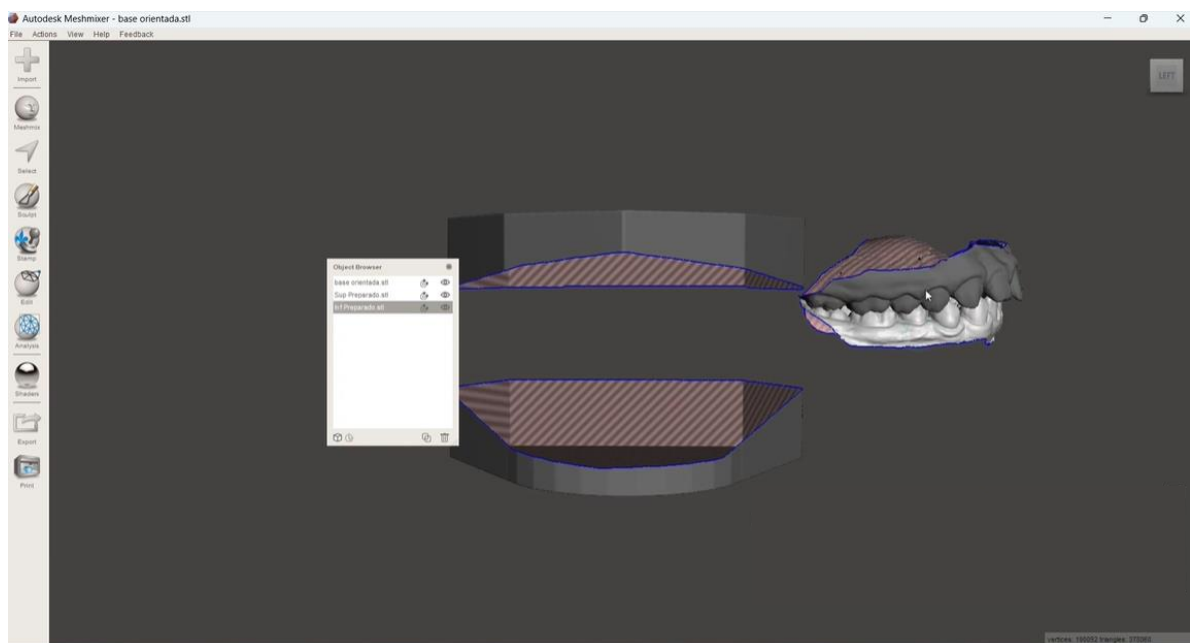 Autodesk Meshmixer - base orientada.stl
File Actions View Help Feedback
Import
Meshmix
Select
Sculpt
Stamp
Edit
Analysis
Shaders
Export
Print
LEFT
Object Browser
base orientada.stl
Sup Preparado.stl
Inf Preparado.stl